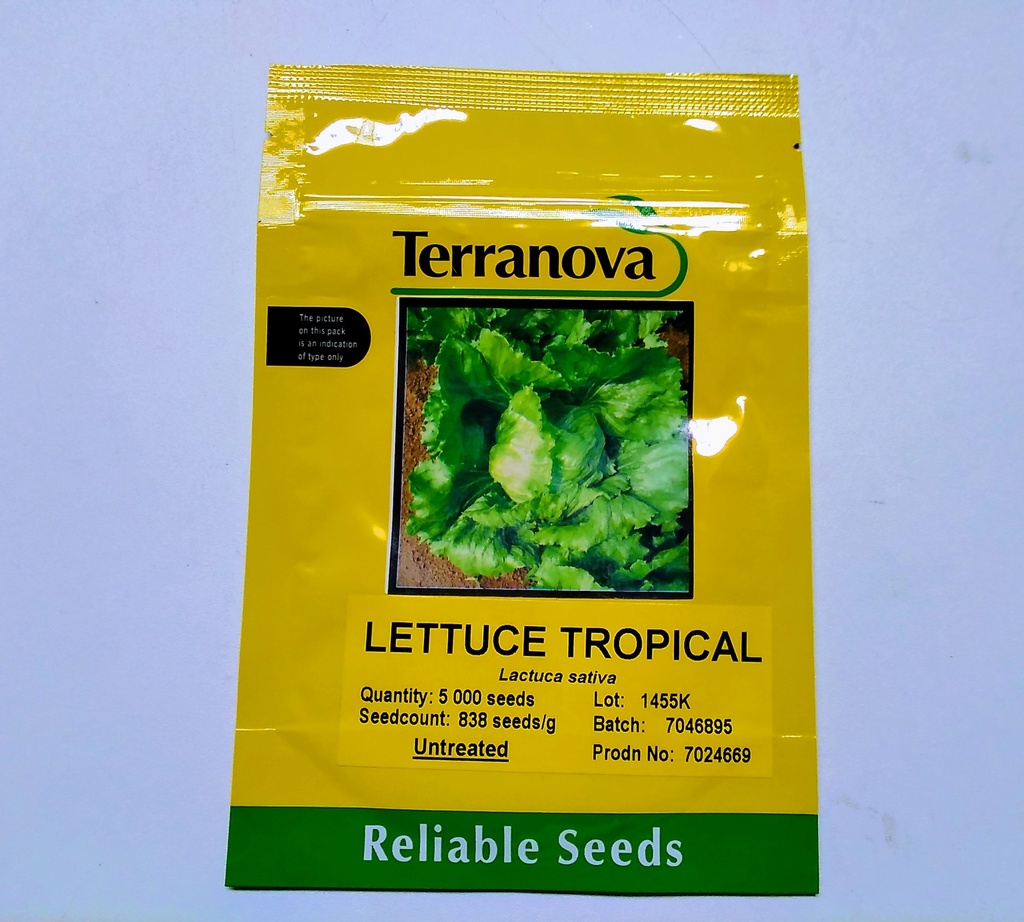 Terranova
The picture
on this pack
is an indication
of type only
LETTUCE TROPICAL
Lactuca sativa
Quantity: 5 000 seeds
Lot: 1455K
Seedcount: 838 seeds/g
Batch: 7046895
Untreated
Prodn No: 7024669
Reliable Seeds